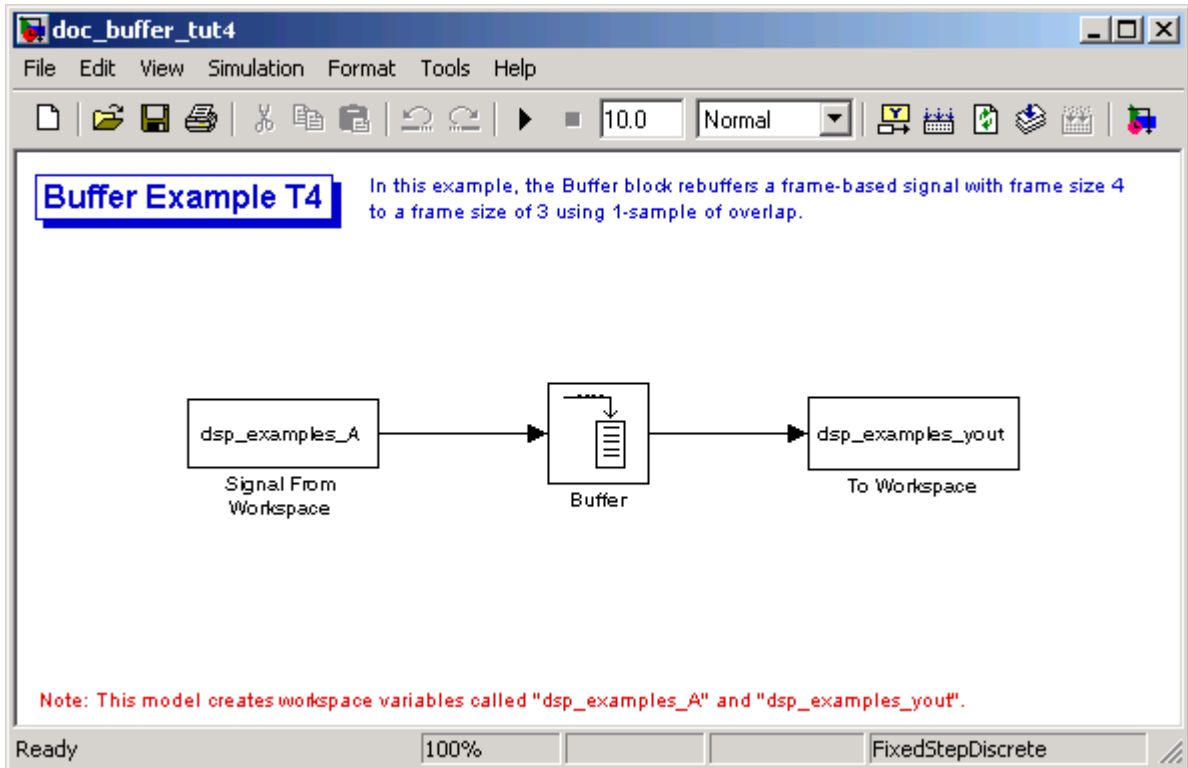 doc_buffer_tut4
File Edit View Simulation Format Tools Help
10.0 Normal
Buffer Example T4
In this example, the Buffer block rebuffers a frame-based signal with frame size 4
to a frame size of 3 using 1-sample of overlap.
dsp_examples_A
dsp_examples_yout
Signal From
Workspace
Buffer
To Workspace
Note: This model creates workspace variables called "dsp_examples_A" and "dsp_examples_yout".
Ready 100% FixedStepDiscrete